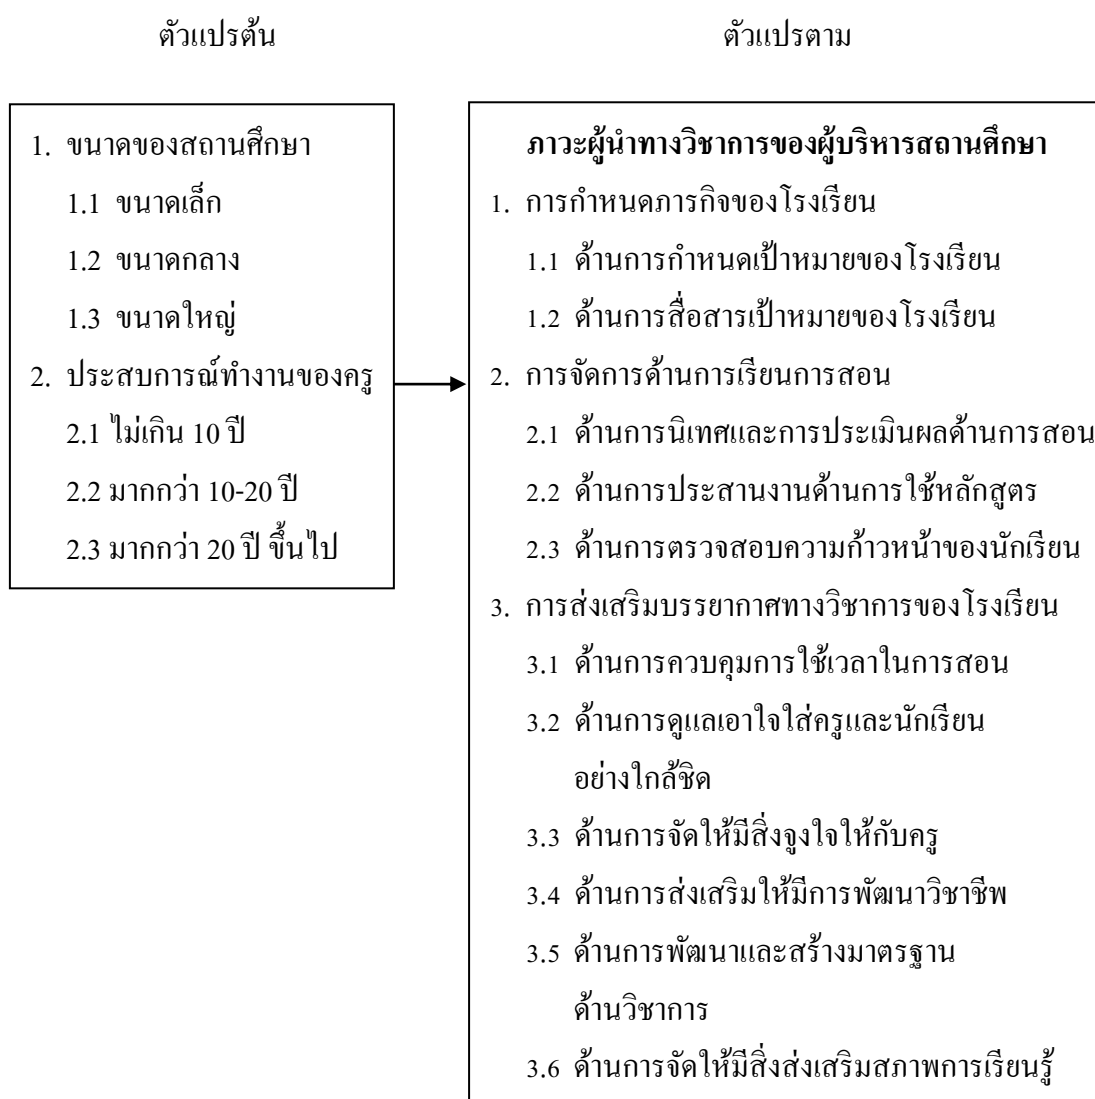 ตัวแปรต้น
ตัวแปรตาม
1. ขนาดของสถานศึกษา
1.1 ขนาดเล็ก
1.2 ขนาดกลาง
1.3 ขนาดใหญ่
2. ประสบการณ์ทำงานของครู
2.1 ไม่เกิน 10 ปี
2.2 มากกว่า 10-20 ปี
2.3 มากกว่า 20 ปี ขึ้นไป
ภาวะผู้นำทางวิชาการของผู้บริหารสถานศึกษา
1. การกำหนดภารกิจของโรงเรียน
1.1 ด้านการกำหนดเป้าหมายของโรงเรียน
1.2 ด้านการสื่อสารเป้าหมายของโรงเรียน
2. การจัดการด้านการเรียนการสอน
2.1 ด้านการนิเทศและการประเมินผลด้านการสอน
2.2 ด้านการประสานงานด้านการใช้หลักสูตร
2.3 ด้านการตรวจสอบความก้าวหน้าของนักเรียน
3. การส่งเสริมบรรยากาศทางวิชาการของโรงเรียน
3.1 ด้านการควบคุมการใช้เวลาในการสอน
3.2 ด้านการดูแลเอาใจใส่ครูและนักเรียน
อย่างใกล้ชิด
3.3 ด้านการจัดให้มีสิ่งจูงใจให้กับครู
3.4 ด้านการส่งเสริมให้มีการพัฒนาวิชาชีพ
3.5 ด้านการพัฒนาและสร้างมาตรฐาน
ด้านวิชาการ
3.6 ด้านการจัดให้มีสิ่งส่งเสริมสภาพการเรียนรู้